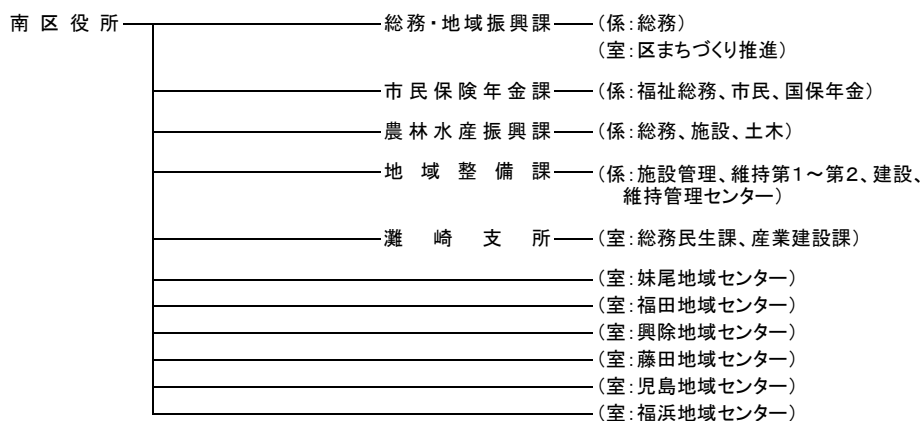 南区役所 総務・地域振興課 (係:総務)
(室:区まちづくり推進)
市民保険年金課 (係:福祉総務、市民、国保年金)
農林水産振興課 (係:総務、施設、土木)
地域整備課 (係:施設管理、維持第1～第2、建設、
維持管理センター)
灘崎支所 (室:総務民生課、産業建設課)
(室:妹尾地域センター)
(室:福田地域センター)
(室:興除地域センター)
(室:藤田地域センター)
(室:児島地域センター)
(室:福浜地域センター)